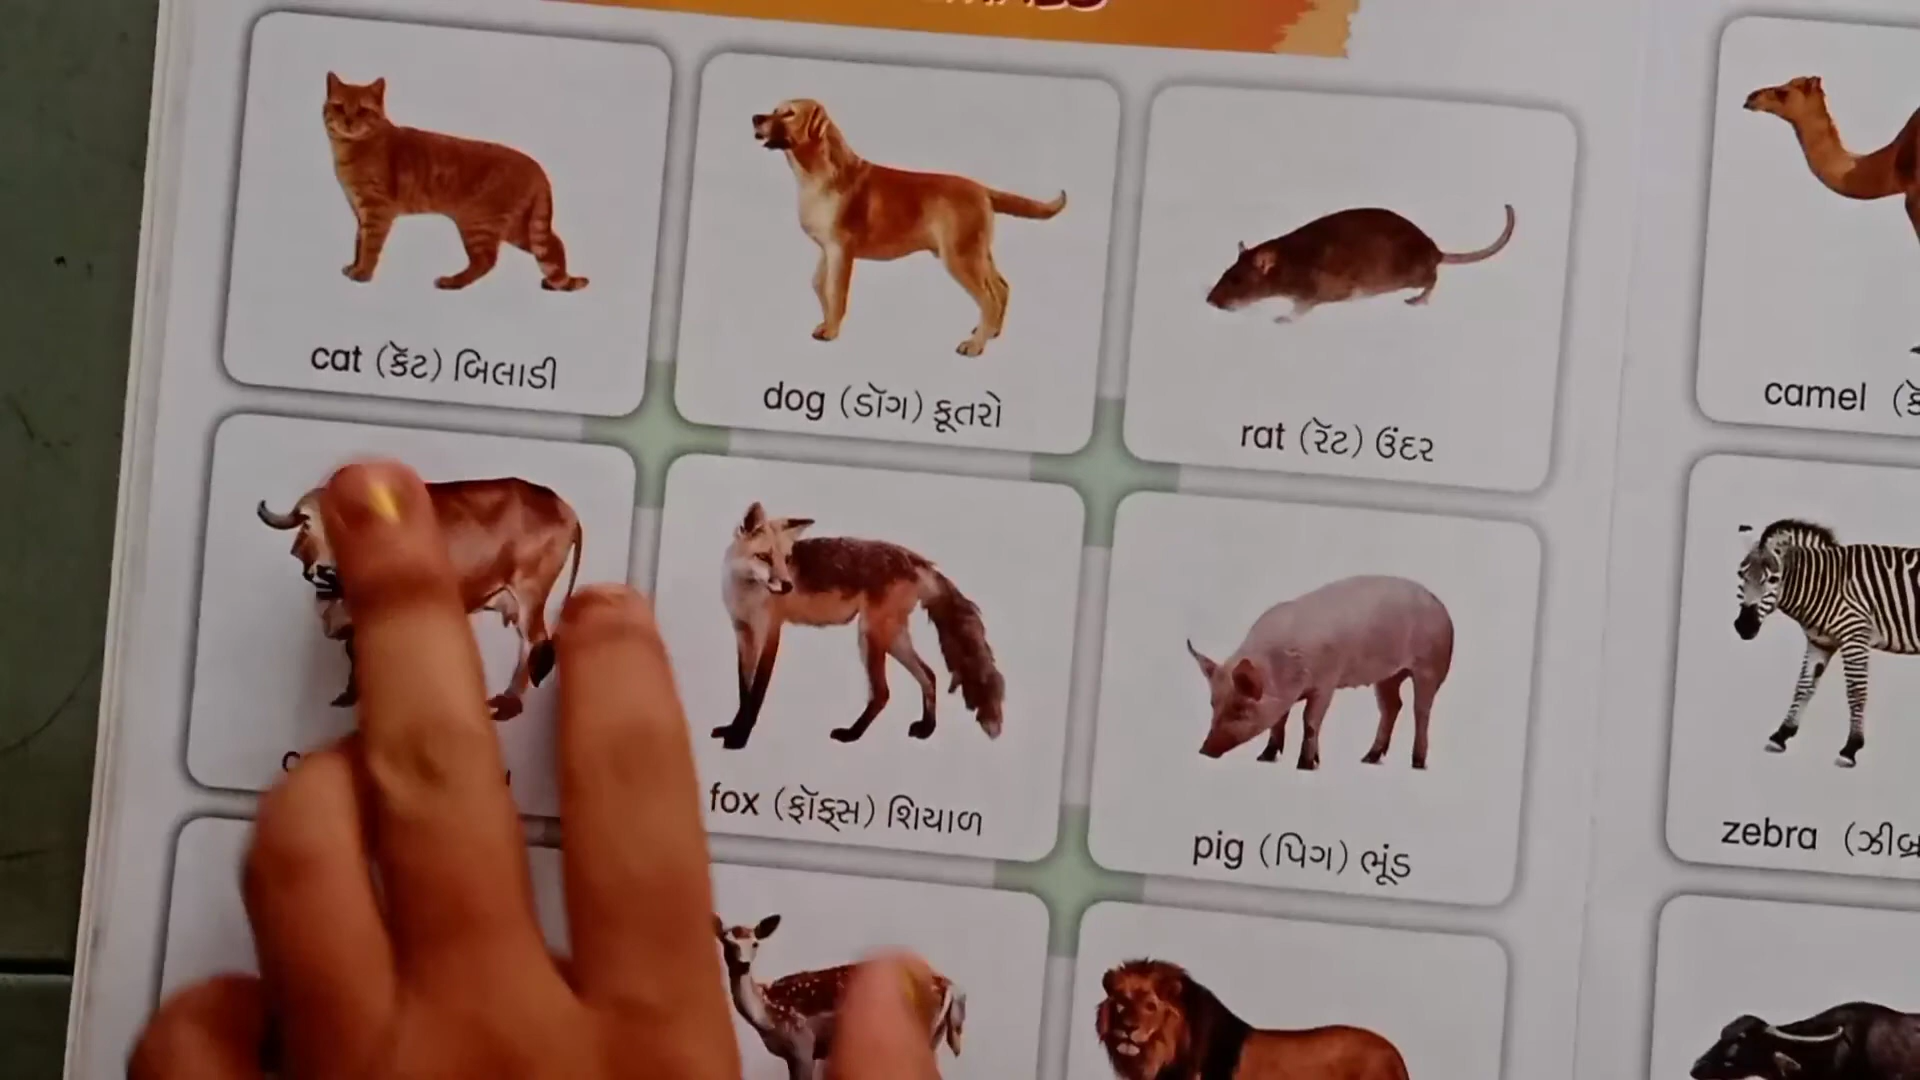 cat (કૅટ) બિલાડી
dog (ડૉગ) કૂતરો
rat (રૅટ) ઉંદર
camel
fox (ફૉક્સ) શિયાળ
pig (પિગ) ભૂંડ
zebra